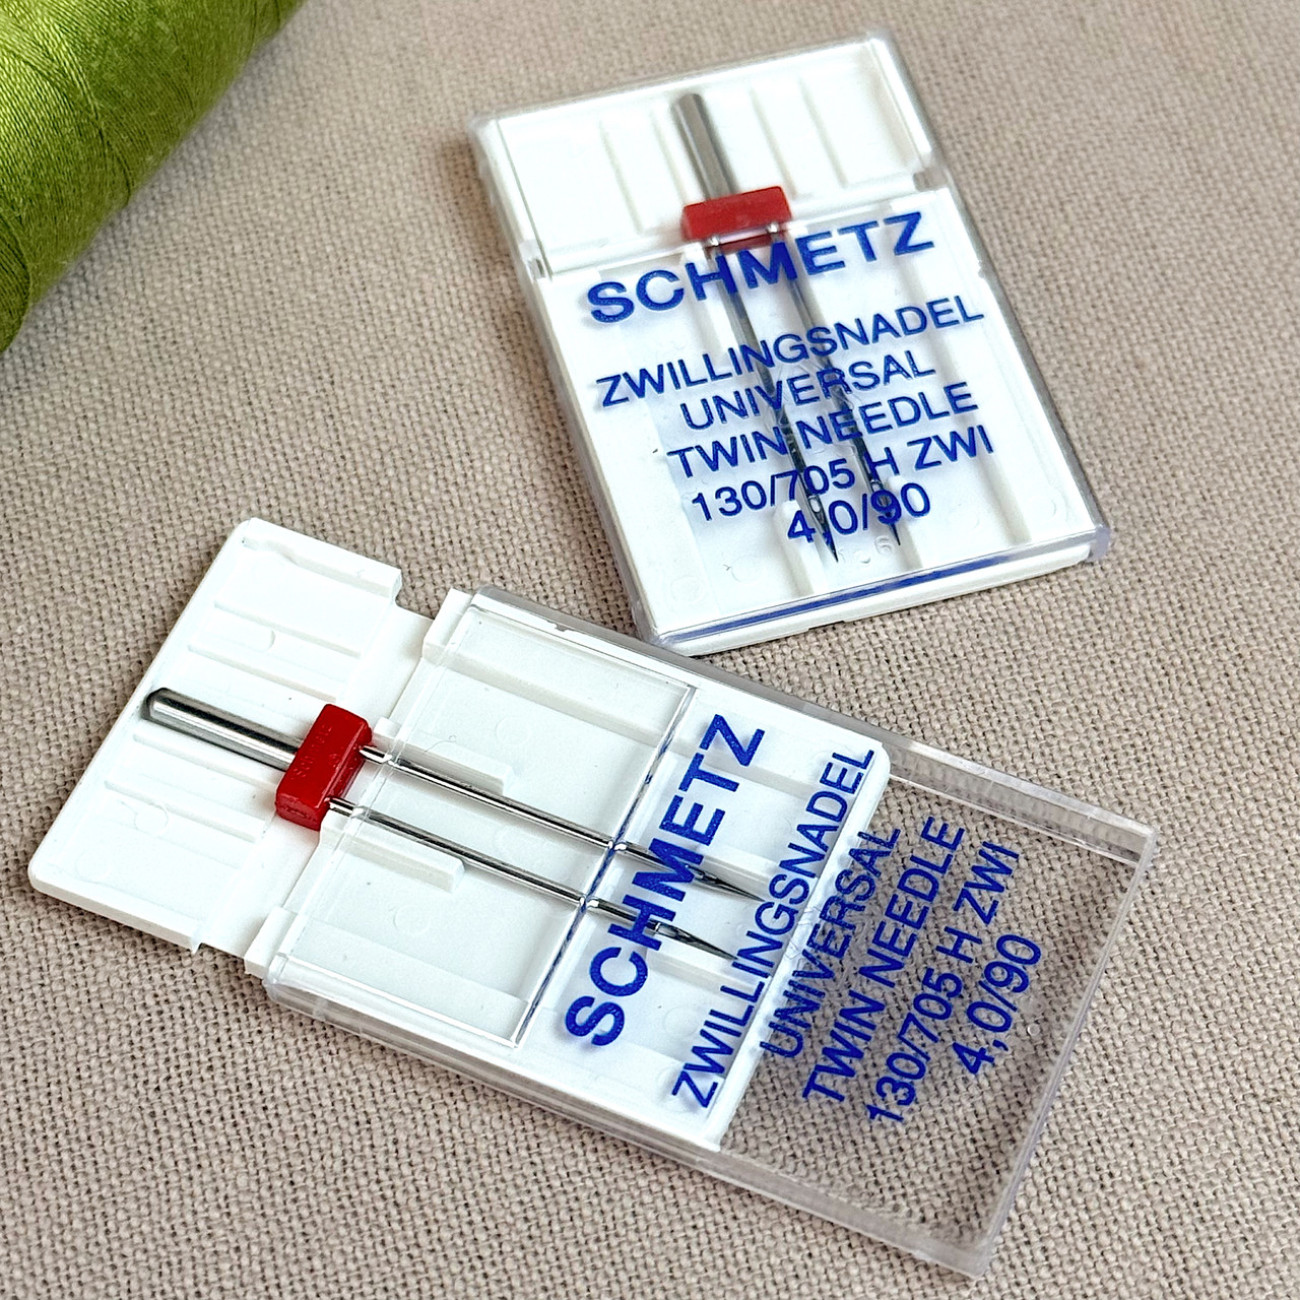 SCHMETZ
ZWILLINGSNADEL
UNIVERSAL
TWIN NEEDLE
130/705 H ZWI
4,0/90
SCHMETZ
ZWILLINGSNADEL
UNIVERSAL
TWIN NEEDLE
130/705 H ZWI
4,0/90